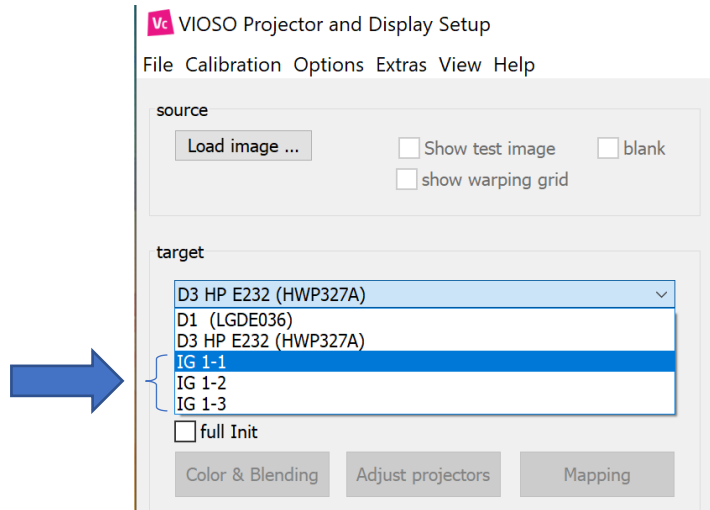 Vc VIOSO Projector and Display Setup
File Calibration Options Extras View Help
source
Load image ... Show test image blank
show warping grid
target
D3 HP E232 (HWP327A)
D1 (LGDE036)
D3 HP E232 (HWP327A)
IG 1-1
IG 1-2
IG 1-3
full Init
Color & Blending Adjust projectors Mapping